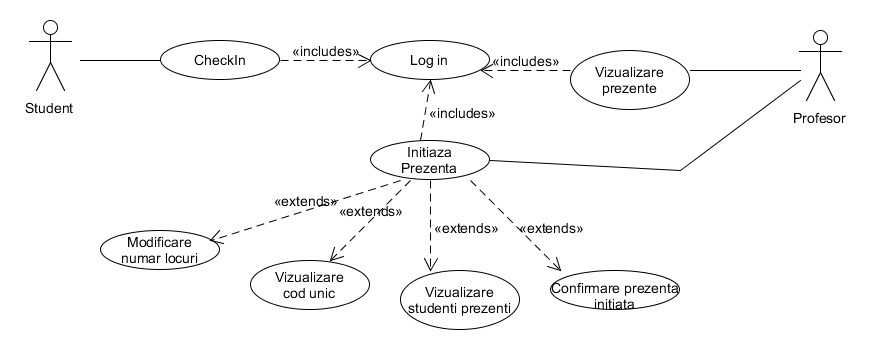 Student
CheckIn
«includes»
Log in
«includes»
Vizualizare
prezente
Profesor
«includes»
Initiaza
Prezenta
«extends»
«extends»
«extends»
«extends»
Modificare
numar locuri
Vizualizare
cod unic
Vizualizare
studenti prezenti
Confirmare prezenta
initiata